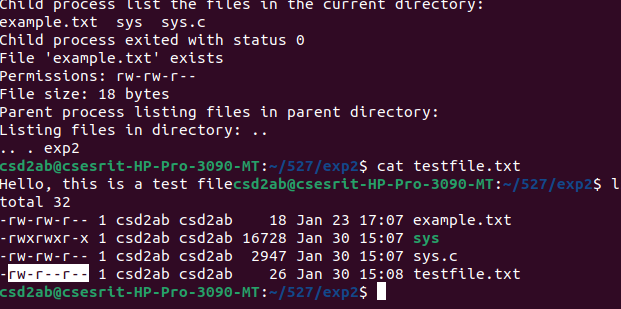 Child process list the files in the current directory:
example.txt  sys  sys.c
Child process exited with status 0
File 'example.txt' exists
Permissions: rw-rw-r--
File size: 18 bytes
Parent process listing files in parent directory:
Listing files in directory: ..
.. . exp2
csd2ab@csesrit-HP-Pro-3090-MT:~/527/exp2$ cat testfile.txt
Hello, this is a test filecsd2ab@csesrit-HP-Pro-3090-MT:~/527/exp2$ l
total 32
-rw-rw-r-- 1 csd2ab csd2ab    18 Jan 23 17:07 example.txt
-rwxrwxr-x 1 csd2ab csd2ab 16728 Jan 30 15:07 sys
-rw-rw-r-- 1 csd2ab csd2ab  2947 Jan 30 15:07 sys.c
-rw-r--r-- 1 csd2ab csd2ab    26 Jan 30 15:08 testfile.txt
csd2ab@csesrit-HP-Pro-3090-MT:~/527/exp2$